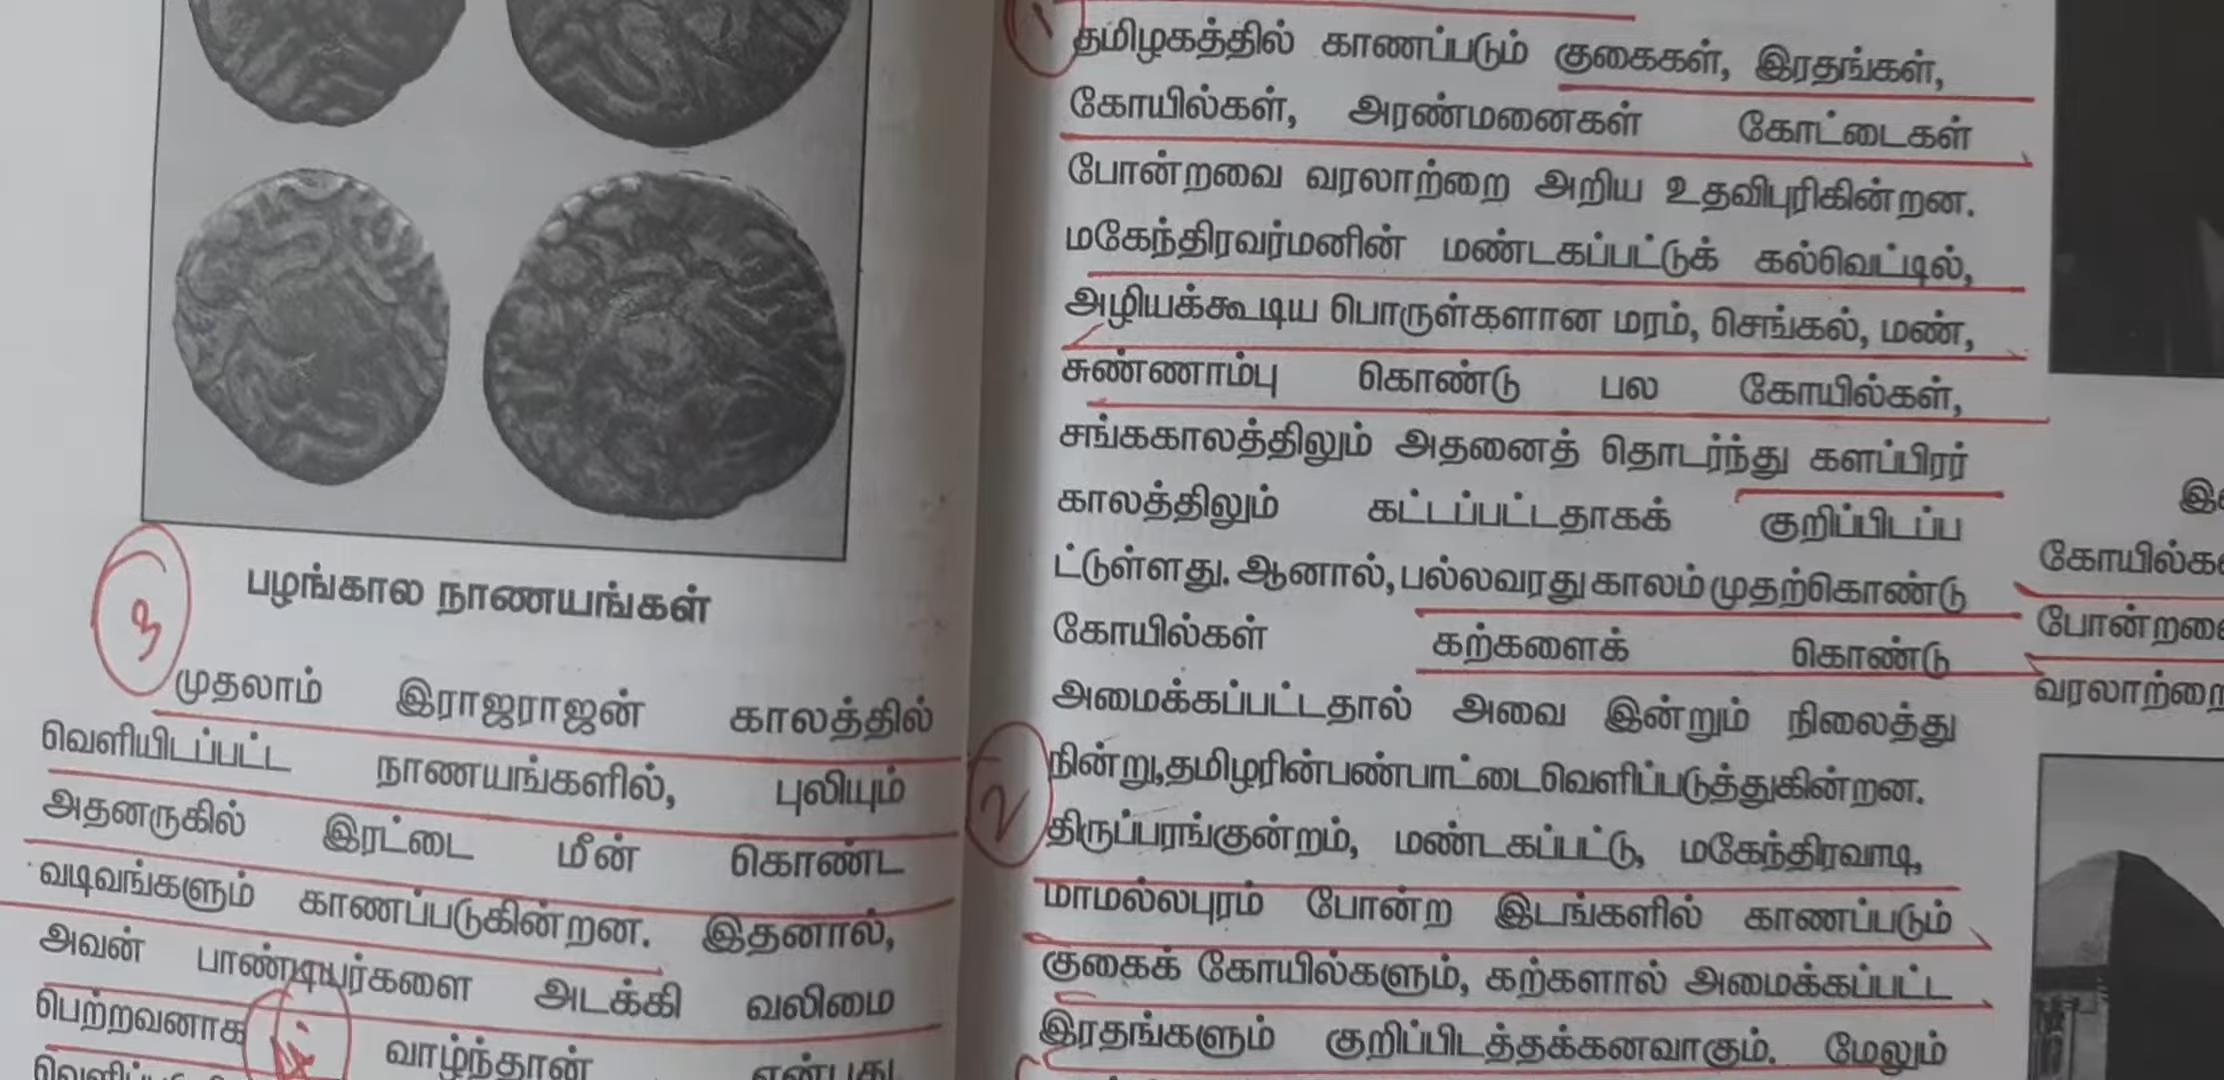 பழங்கால நாணயங்கள்
3
முதலாம் இராஜராஜன் காலத்தில்
வெளியிடப்பட்ட நாணயங்களில், புலியும்
அதனருகில் இரட்டை மீன் கொண்ட
வடிவங்களும் காணப்படுகின்றன. இதனால்,
அவன் பாண்டியர்களை அடக்கி வலிமை
பெற்றவனாக வாழ்ந்தான் என்பது
1
தமிழகத்தில் காணப்படும் குகைகள், இரதங்கள்,
கோயில்கள், அரண்மனைகள் கோட்டைகள்
போன்றவை வரலாற்றை அறிய உதவிபுரிகின்றன.
மகேந்திரவர்மனின் மண்டகப்பட்டுக் கல்வெட்டில்,
அழியக்கூடிய பொருள்களான மரம், செங்கல், மண்,
சுண்ணாம்பு கொண்டு பல கோயில்கள்,
சங்ககாலத்திலும் அதனைத் தொடர்ந்து களப்பிரர்
காலத்திலும் கட்டப்பட்டதாகக் குறிப்பிடப்ப
ட்டுள்ளது. ஆனால், பல்லவரது காலம் முதற்கொண்டு
கோயில்கள் கற்களைக் கொண்டு
அமைக்கப்பட்டதால் அவை இன்றும் நிலைத்து
நின்று,தமிழரின்பண்பாட்டைவெளிப்படுத்துகின்றன.
2
திருப்பரங்குன்றம், மண்டகப்பட்டு, மகேந்திரவாடி,
மாமல்லபுரம் போன்ற இடங்களில் காணப்படும்
குகைக் கோயில்களும், கற்களால் அமைக்கப்பட்ட
இரதங்களும் குறிப்பிடத்தக்கனவாகும். மேலும்